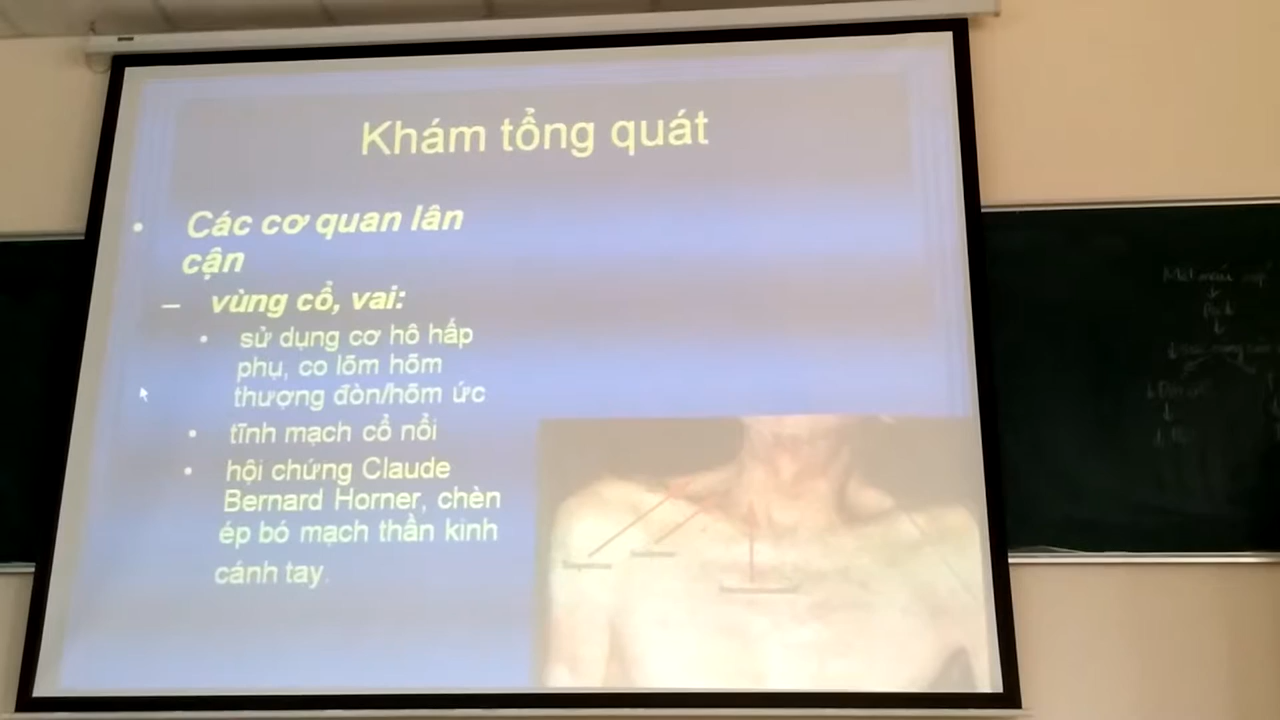 Khám tổng quát
• Các cơ quan lân
cận
– vùng cổ, vai:
• sử dụng cơ hô hấp
phụ, co lõm hõm
thượng đòn/hõm ức
• tĩnh mạch cổ nổi
• hội chứng Claude
Bernard Horner, chèn
ép bó mạch thần kinh
cánh tay.